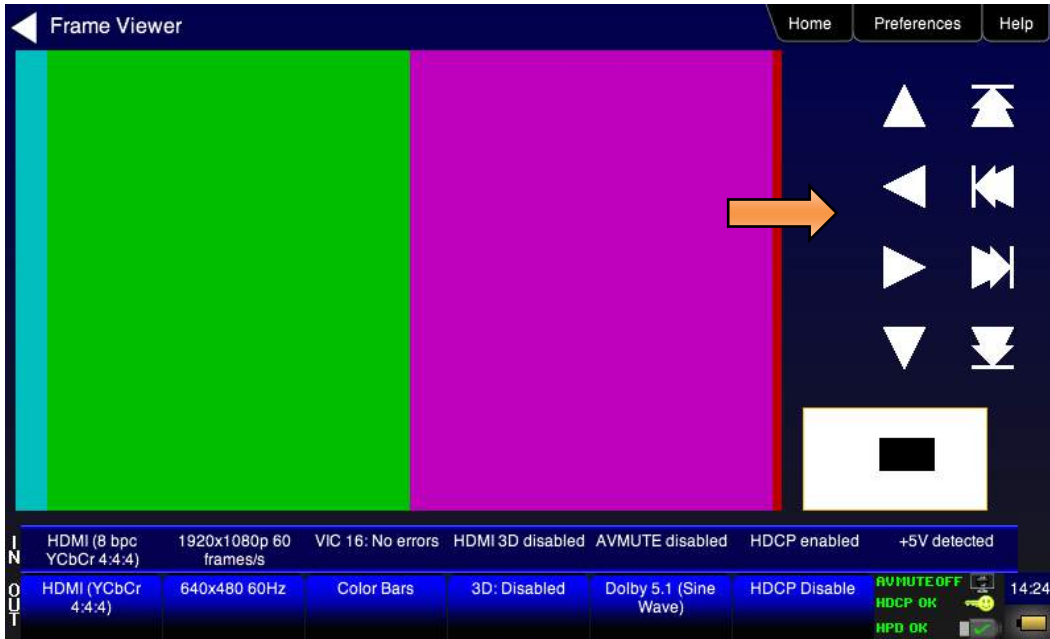 Frame Viewer
Home
Preferences
Help
IN
HDMI (8 bpc
YCbCr 4:4:4)
1920x1080p 60
frames/s
VIC 16: No errors
HDMI 3D disabled
AVMUTE disabled
HDCP enabled
+5V detected
OUT
HDMI (YCbCr
4:4:4)
640x480 60Hz
Color Bars
3D: Disabled
Dolby 5.1 (Sine
Wave)
HDCP Disable
AVMUTE OFF
HDCP OK
HPD OK
14:24